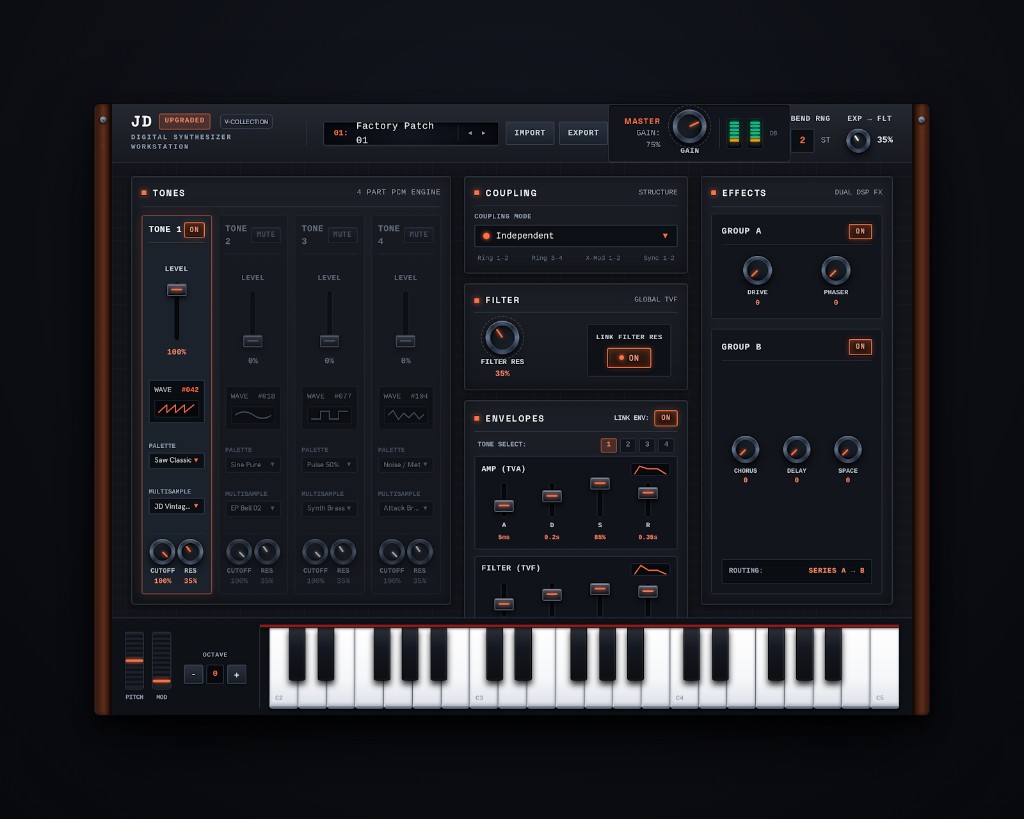 JD UPGRADED V-COLLECTION
DIGITAL SYNTHESIZER
WORKSTATION
01: Factory Patch
01
◄ ►
IMPORT
EXPORT
MASTER
GAIN:
75%
GAIN
DB
BEND RNG
2 ST
EXP → FLT
35%
TONES
4 PART PCM ENGINE
TONE 1 ON
LEVEL
100%
WAVE #042
PALETTE
Saw Classic ▼
MULTISAMPLE
JD Vintag… ▼
CUTOFF RES
100% 35%
TONE
2
MUTE
LEVEL
0%
WAVE #018
PALETTE
Sine Pure ▼
MULTISAMPLE
EP Bell 02 ▼
CUTOFF RES
100% 35%
TONE
3
MUTE
LEVEL
0%
WAVE #077
PALETTE
Pulse 50% ▼
MULTISAMPLE
Synth Brass ▼
CUTOFF RES
100% 35%
TONE
4
MUTE
LEVEL
0%
WAVE #104
PALETTE
Noise / Met ▼
MULTISAMPLE
Attack Br… ▼
CUTOFF RES
100% 35%
COUPLING
STRUCTURE
COUPLING MODE
Independent ▼
Ring 1-2 Ring 3-4 X-Mod 1-2 Sync 1-2
FILTER
GLOBAL TVF
FILTER RES
35%
LINK FILTER RES
ON
ENVELOPES
LINK ENV: ON
TONE SELECT: 1 2 3 4
AMP (TVA)
A D S R
5ms 0.2s 85% 0.36s
FILTER (TVF)
EFFECTS
DUAL DSP FX
GROUP A ON
DRIVE PHASER
0 0
GROUP B ON
CHORUS DELAY SPACE
0 0 0
ROUTING: SERIES A → B
PITCH MOD
OCTAVE
- 0 +
C2 C3 C4 C5